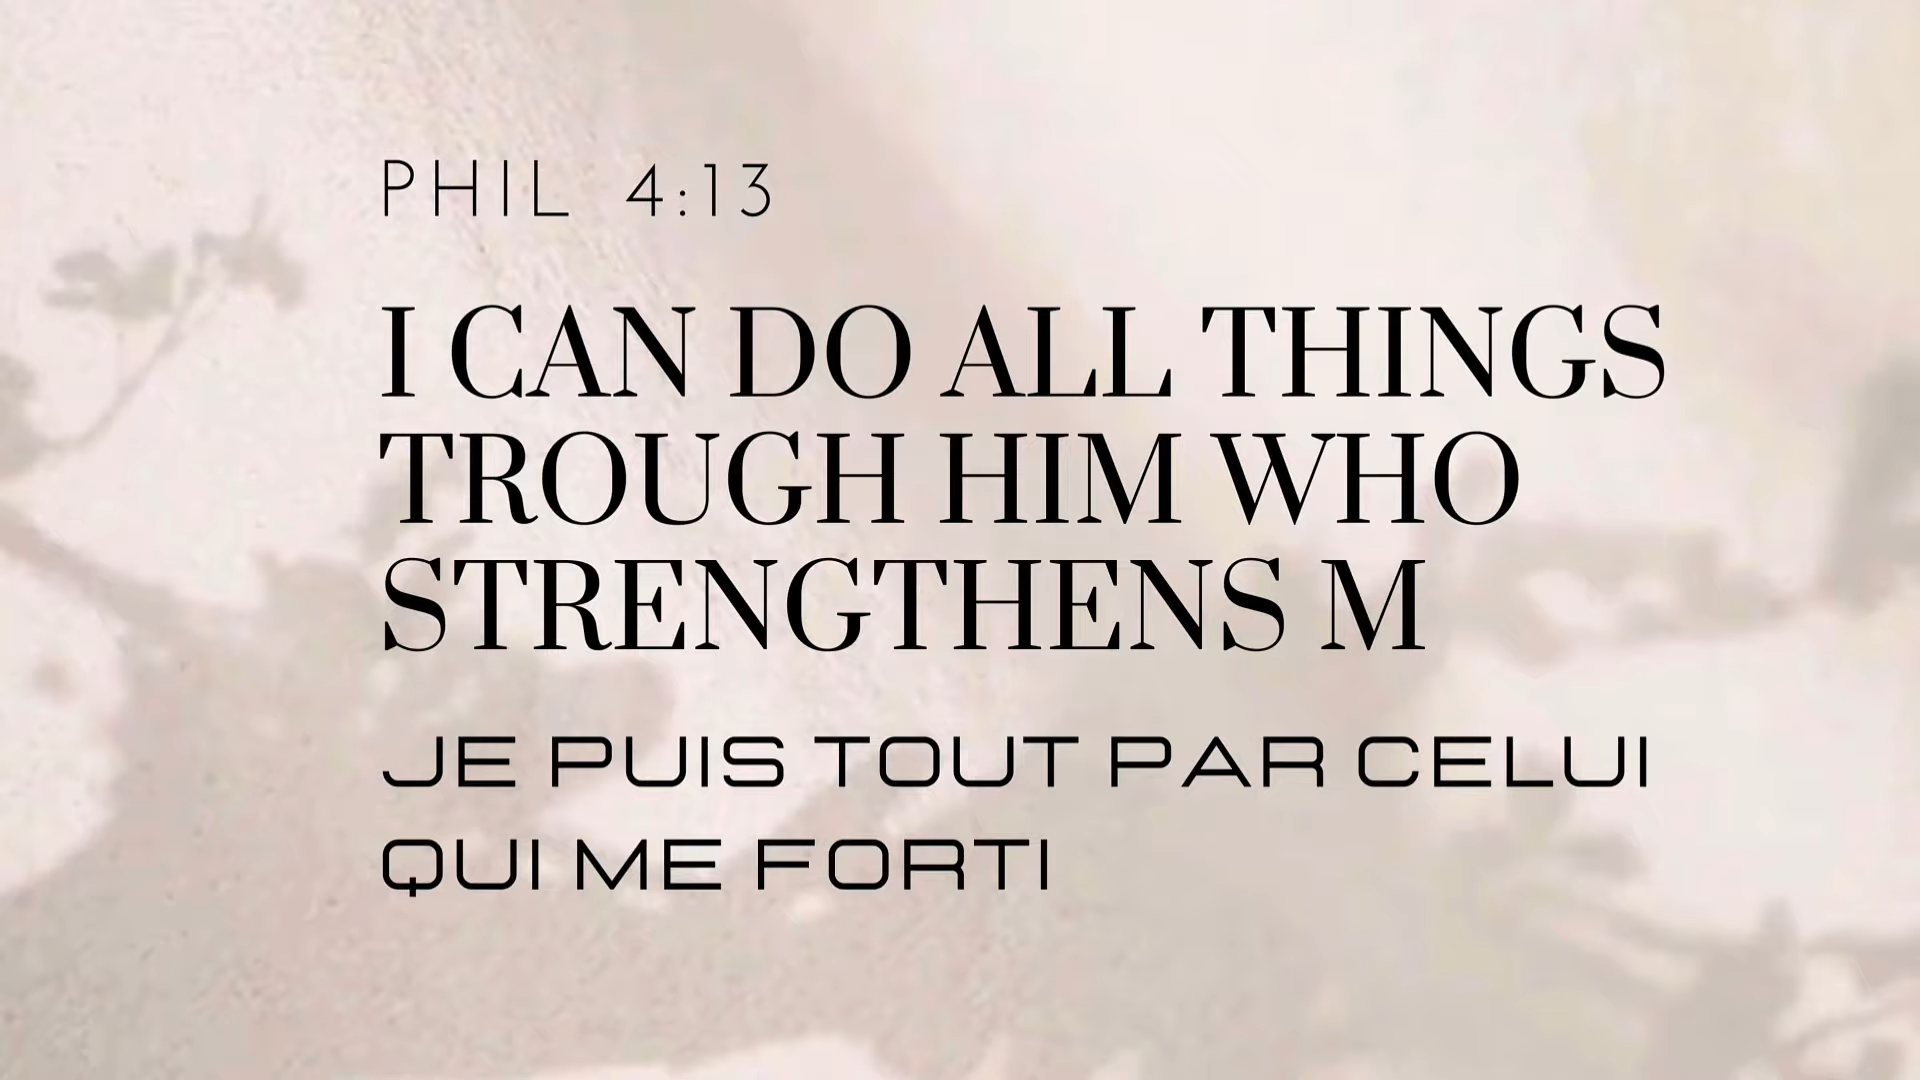 PHIL 4:13
I CAN DO ALL THINGS
TROUGH HIM WHO
STRENGTHENS M
JE PUIS TOUT PAR CELUI
QUI ME FORTI